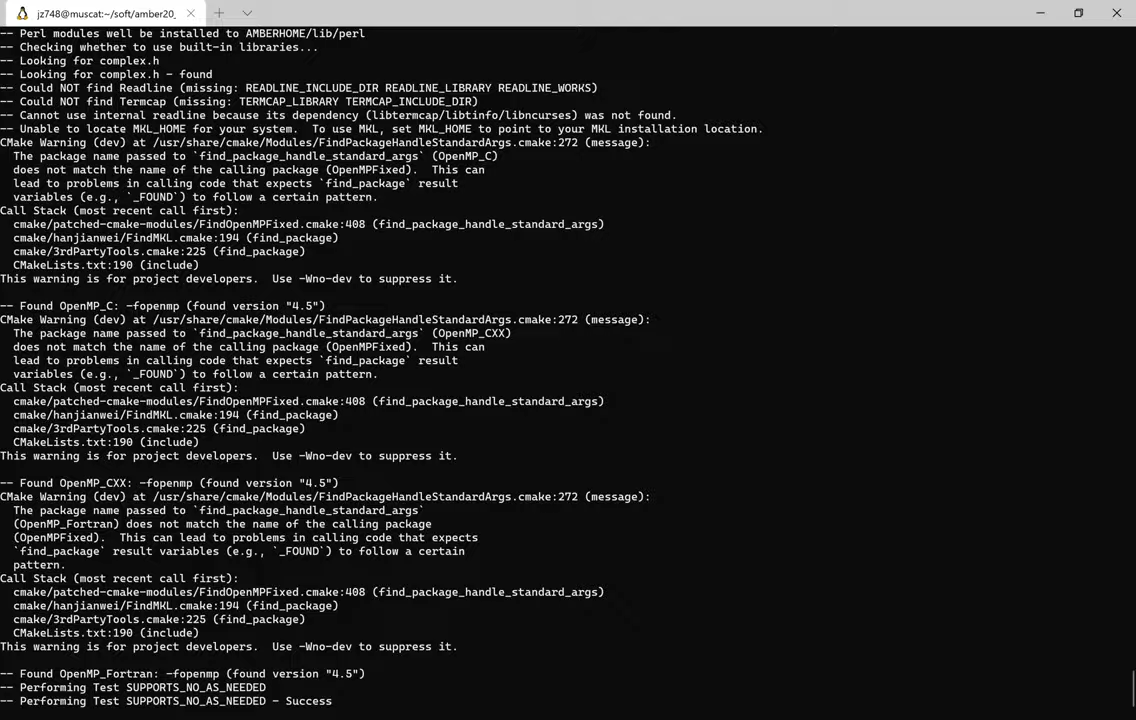 jz748@muscat:~/soft/amber20_
-- Perl modules well be installed to AMBERHOME/lib/perl
-- Checking whether to use built-in libraries...
-- Looking for complex.h
-- Looking for complex.h - found
-- Could NOT find Readline (missing: READLINE_INCLUDE_DIR READLINE_LIBRARY READLINE_WORKS)
-- Could NOT find Termcap (missing: TERMCAP_LIBRARY TERMCAP_INCLUDE_DIR)
-- Cannot use internal readline because its dependency (libtermcap/libtinfo/libncurses) was not found.
-- Unable to locate MKL_HOME for your system.  To use MKL, set MKL_HOME to point to your MKL installation location.
CMake Warning (dev) at /usr/share/cmake/Modules/FindPackageHandleStandardArgs.cmake:272 (message):
  The package name passed to `find_package_handle_standard_args` (OpenMP_C)
  does not match the name of the calling package (OpenMPFixed).  This can
  lead to problems in calling code that expects `find_package` result
  variables (e.g., `_FOUND`) to follow a certain pattern.
Call Stack (most recent call first):
  cmake/patched-cmake-modules/FindOpenMPFixed.cmake:408 (find_package_handle_standard_args)
  cmake/hanjianwei/FindMKL.cmake:194 (find_package)
  cmake/3rdPartyTools.cmake:225 (find_package)
  CMakeLists.txt:190 (include)
This warning is for project developers.  Use -Wno-dev to suppress it.

-- Found OpenMP_C: -fopenmp (found version "4.5")
CMake Warning (dev) at /usr/share/cmake/Modules/FindPackageHandleStandardArgs.cmake:272 (message):
  The package name passed to `find_package_handle_standard_args` (OpenMP_CXX)
  does not match the name of the calling package (OpenMPFixed).  This can
  lead to problems in calling code that expects `find_package` result
  variables (e.g., `_FOUND`) to follow a certain pattern.
Call Stack (most recent call first):
  cmake/patched-cmake-modules/FindOpenMPFixed.cmake:408 (find_package_handle_standard_args)
  cmake/hanjianwei/FindMKL.cmake:194 (find_package)
  cmake/3rdPartyTools.cmake:225 (find_package)
  CMakeLists.txt:190 (include)
This warning is for project developers.  Use -Wno-dev to suppress it.

-- Found OpenMP_CXX: -fopenmp (found version "4.5")
CMake Warning (dev) at /usr/share/cmake/Modules/FindPackageHandleStandardArgs.cmake:272 (message):
  The package name passed to `find_package_handle_standard_args`
  (OpenMP_Fortran) does not match the name of the calling package
  (OpenMPFixed).  This can lead to problems in calling code that expects
  `find_package` result variables (e.g., `_FOUND`) to follow a certain
  pattern.
Call Stack (most recent call first):
  cmake/patched-cmake-modules/FindOpenMPFixed.cmake:408 (find_package_handle_standard_args)
  cmake/hanjianwei/FindMKL.cmake:194 (find_package)
  cmake/3rdPartyTools.cmake:225 (find_package)
  CMakeLists.txt:190 (include)
This warning is for project developers.  Use -Wno-dev to suppress it.

-- Found OpenMP_Fortran: -fopenmp (found version "4.5")
-- Performing Test SUPPORTS_NO_AS_NEEDED
-- Performing Test SUPPORTS_NO_AS_NEEDED - Success